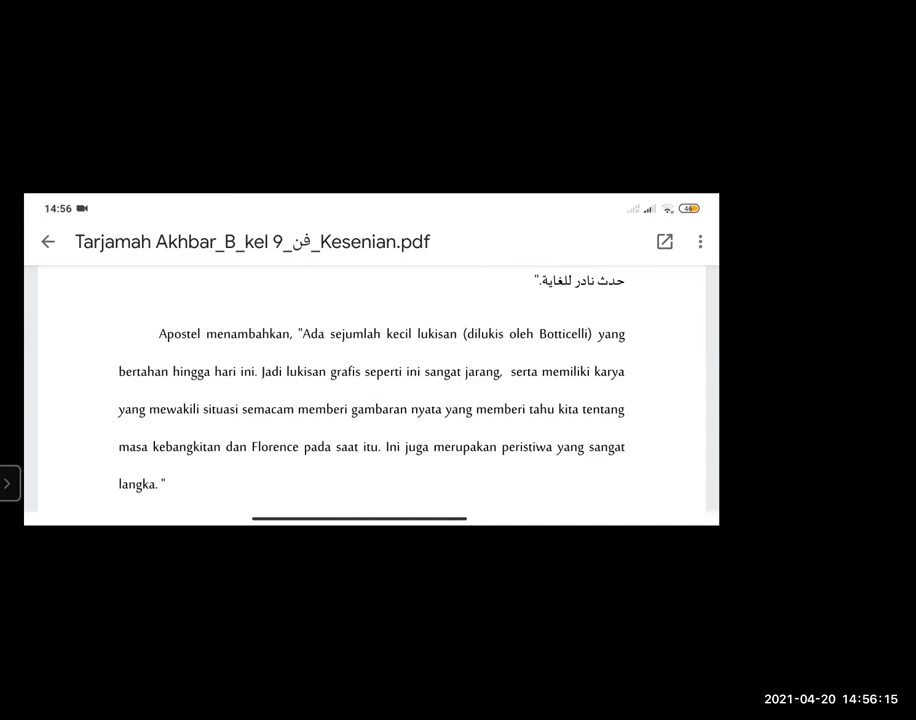 14:56
46
Tarjamah Akhbar_B_kel 9_فن_Kesenian.pdf
حدث نادر للغاية."
Apostel menambahkan, "Ada sejumlah kecil lukisan (dilukis oleh Botticelli) yang
bertahan hingga hari ini. Jadi lukisan grafis seperti ini sangat jarang,  serta memiliki karya
yang mewakili situasi semacam memberi gambaran nyata yang memberi tahu kita tentang
masa kebangkitan dan Florence pada saat itu. Ini juga merupakan peristiwa yang sangat
langka. "
2021-04-20 14:56:15